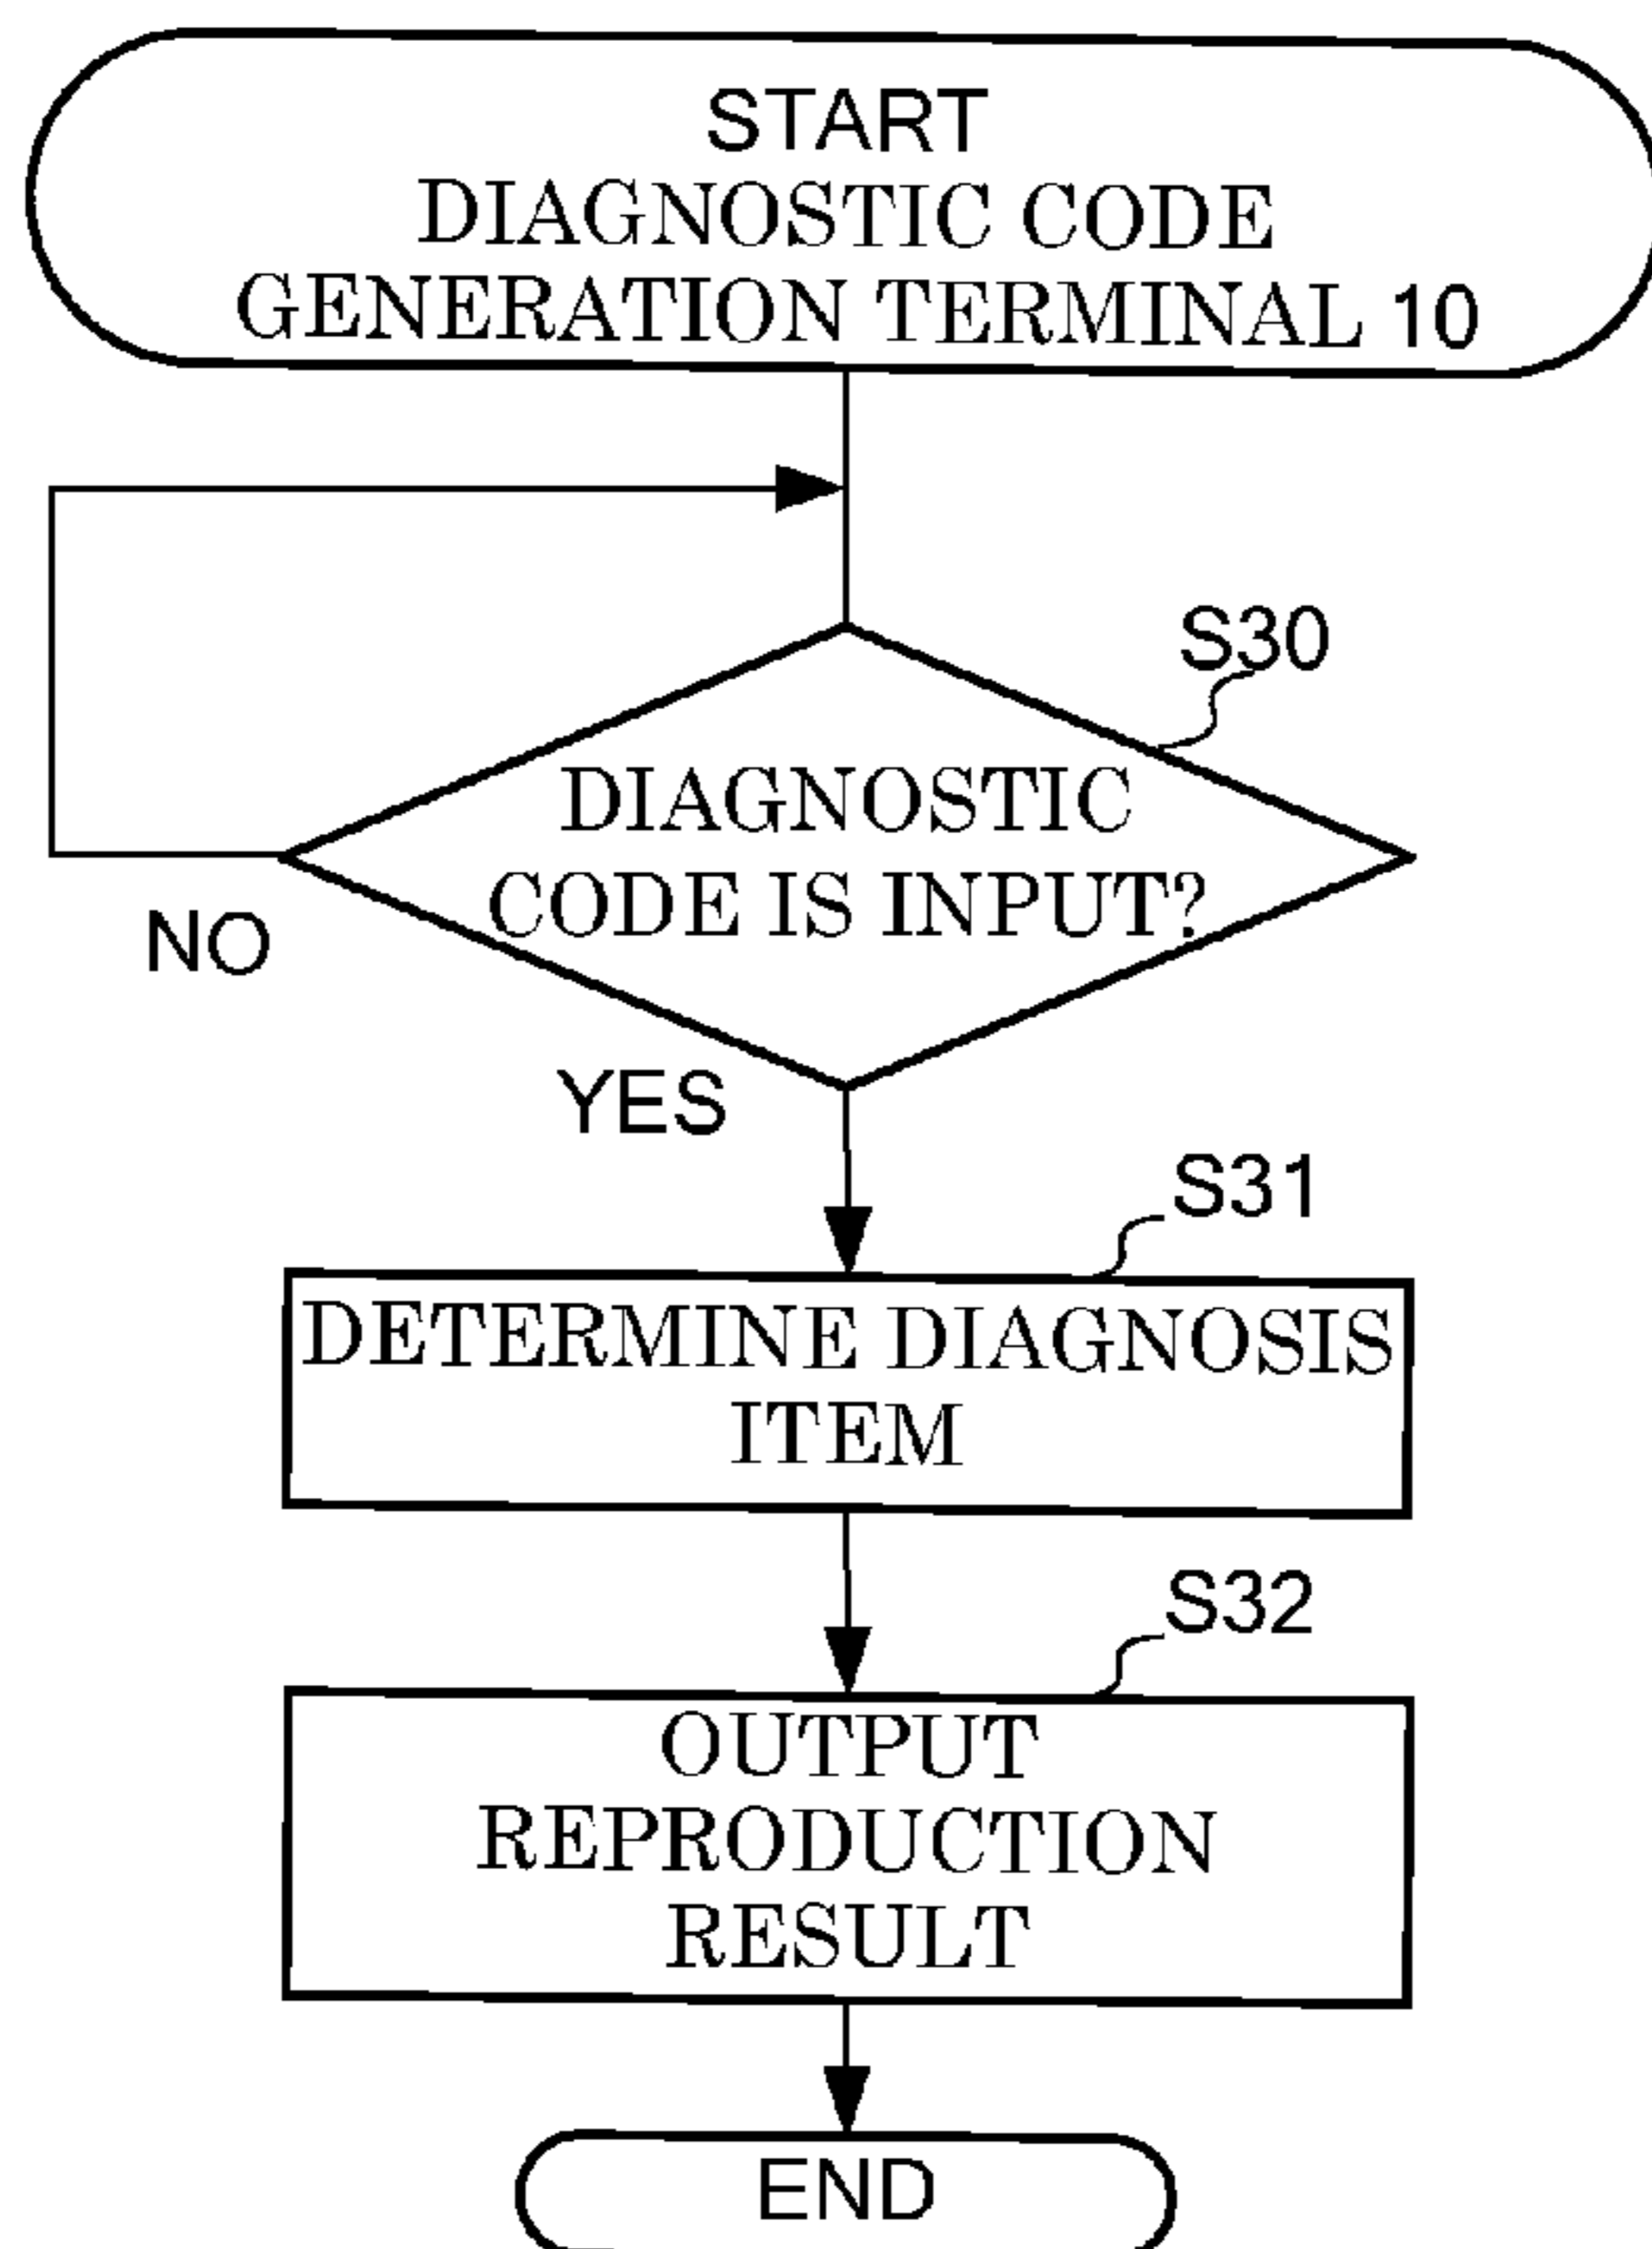 START
DIAGNOSTIC CODE
GENERATION TERMINAL 10
S30
DIAGNOSTIC
CODE IS INPUT?
NO
YES
S31
DETERMINE DIAGNOSIS
ITEM
S32
OUTPUT
REPRODUCTION
RESULT
END